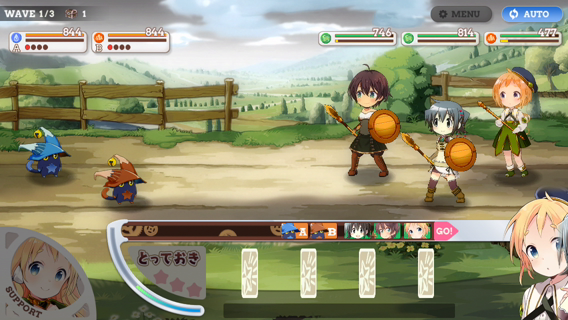 WAVE 1/3 1
MENU
AUTO
844
844
746
814
477
A
B
A
B
GO!
とっておき
SUPPORT